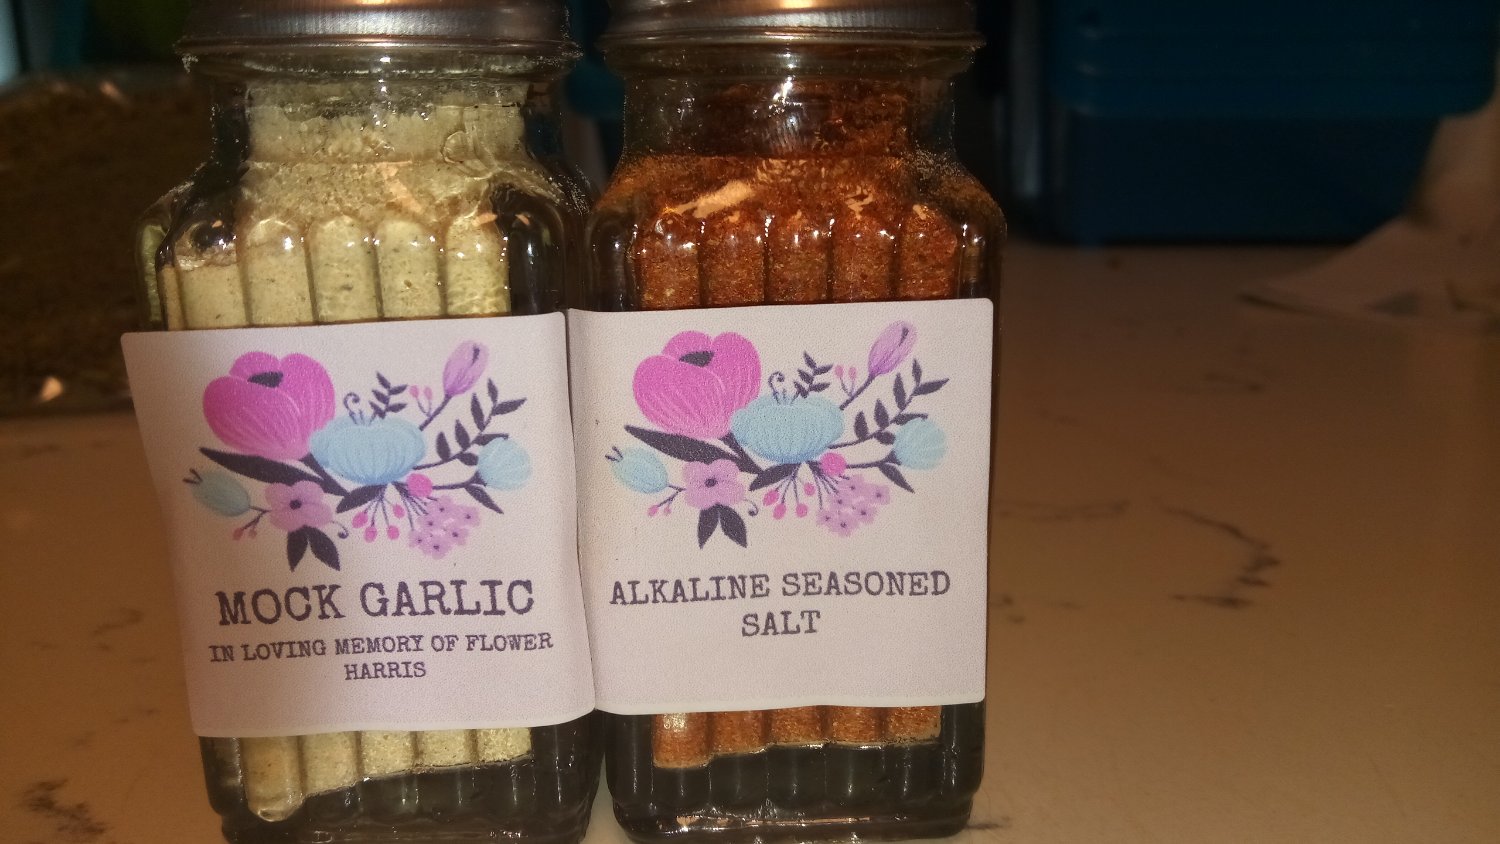 MOCK GARLIC
IN LOVING MEMORY OF FLOWER
HARRIS
ALKALINE SEASONED
SALT